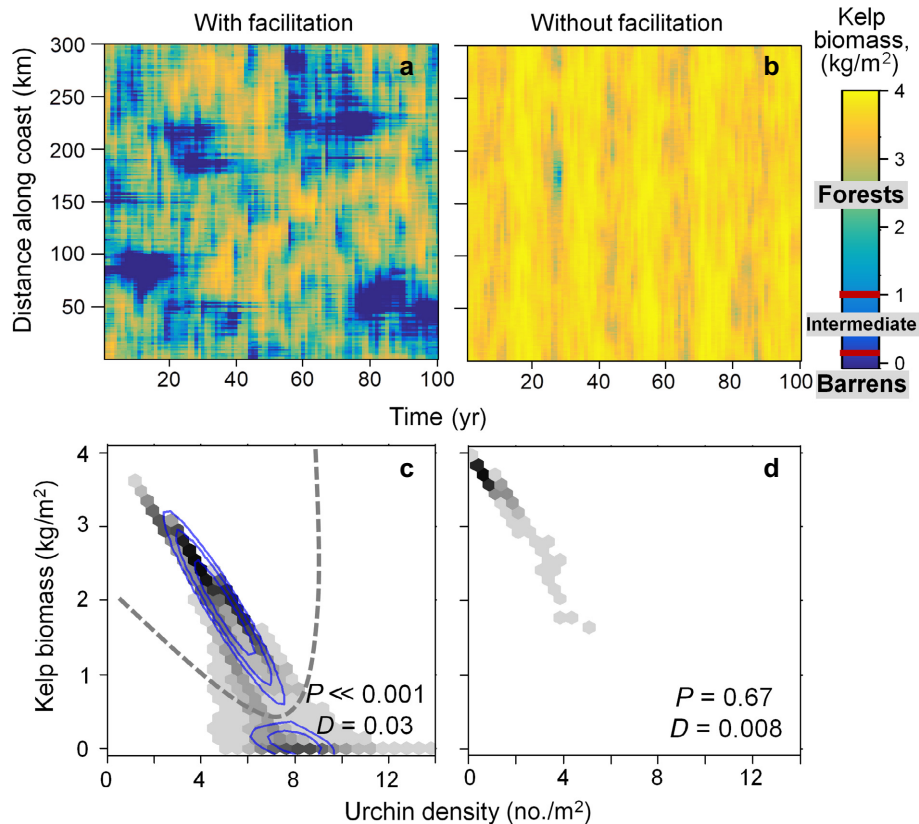 With facilitation
Without facilitation
Kelp
biomass,
(kg/m²)
a
b
Distance along coast (km)
300
250
200
150
100
50
20
40
60
80
100
20
40
60
80
100
Time (yr)
4
3
Forests
2
1
Intermediate
0
Barrens
c
d
Kelp biomass (kg/m²)
4
3
2
1
0
P << 0.001
D = 0.03
P = 0.67
D = 0.008
0
4
8
12
0
4
8
12
Urchin density (no./m²)